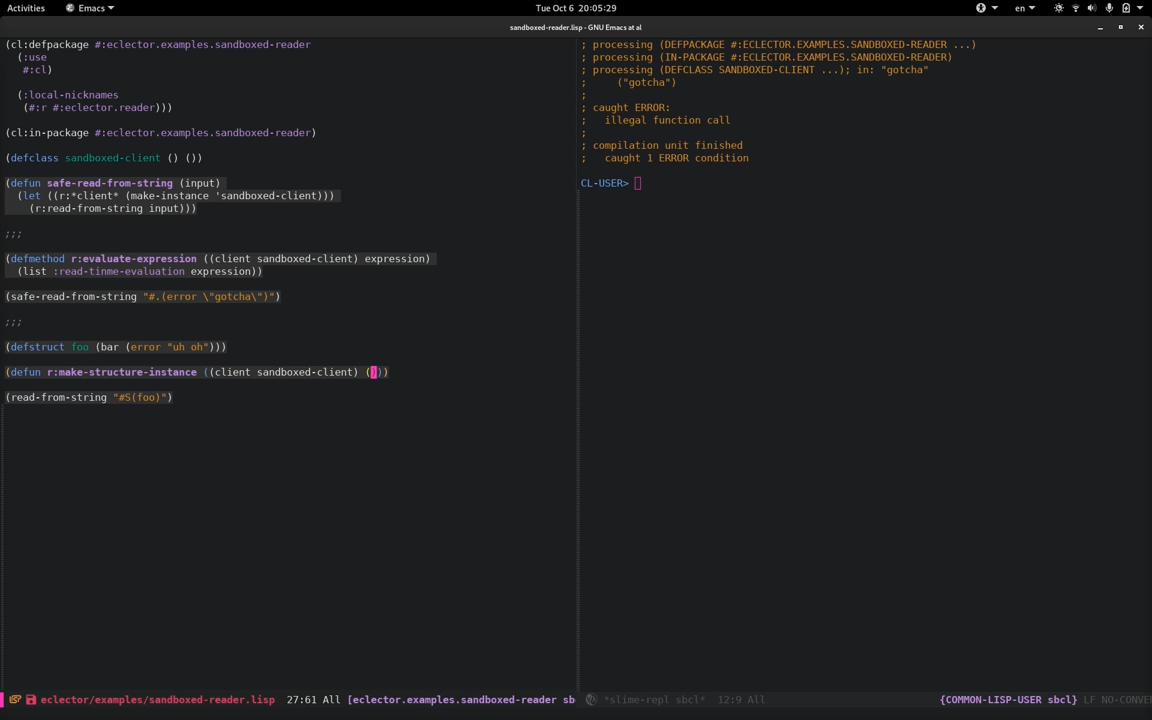 Activities Emacs Tue Oct 6 20:05:29 en
sandboxed-reader.lisp - GNU Emacs at al
(cl:defpackage #:eclector.examples.sandboxed-reader
(:use
#:cl)
(:local-nicknames
(#:r #:eclector.reader)))
(cl:in-package #:eclector.examples.sandboxed-reader)
(defclass sandboxed-client () ())
(defun safe-read-from-string (input)
(let ((r:*client* (make-instance 'sandboxed-client)))
(r:read-from-string input)))
;;;
(defmethod r:evaluate-expression ((client sandboxed-client) expression)
(list :read-tinme-evaluation expression))
(safe-read-from-string "#.(error \"gotcha\")")
;;;
(defstruct foo (bar (error "uh oh")))
(defun r:make-structure-instance ((client sandboxed-client) ()))
(read-from-string "#S(foo)")
eclector/examples/sandboxed-reader.lisp 27:61 All [eclector.examples.sandboxed-reader sb
; processing (DEFPACKAGE #:ECLECTOR.EXAMPLES.SANDBOXED-READER ...)
; processing (IN-PACKAGE #:ECLECTOR.EXAMPLES.SANDBOXED-READER)
; processing (DEFCLASS SANDBOXED-CLIENT ...); in: "gotcha"
; ("gotcha")
;
; caught ERROR:
; illegal function call
;
; compilation unit finished
; caught 1 ERROR condition
CL-USER>
*slime-repl sbcl* 12:9 All {COMMON-LISP-USER sbcl} LF NO-CONVE